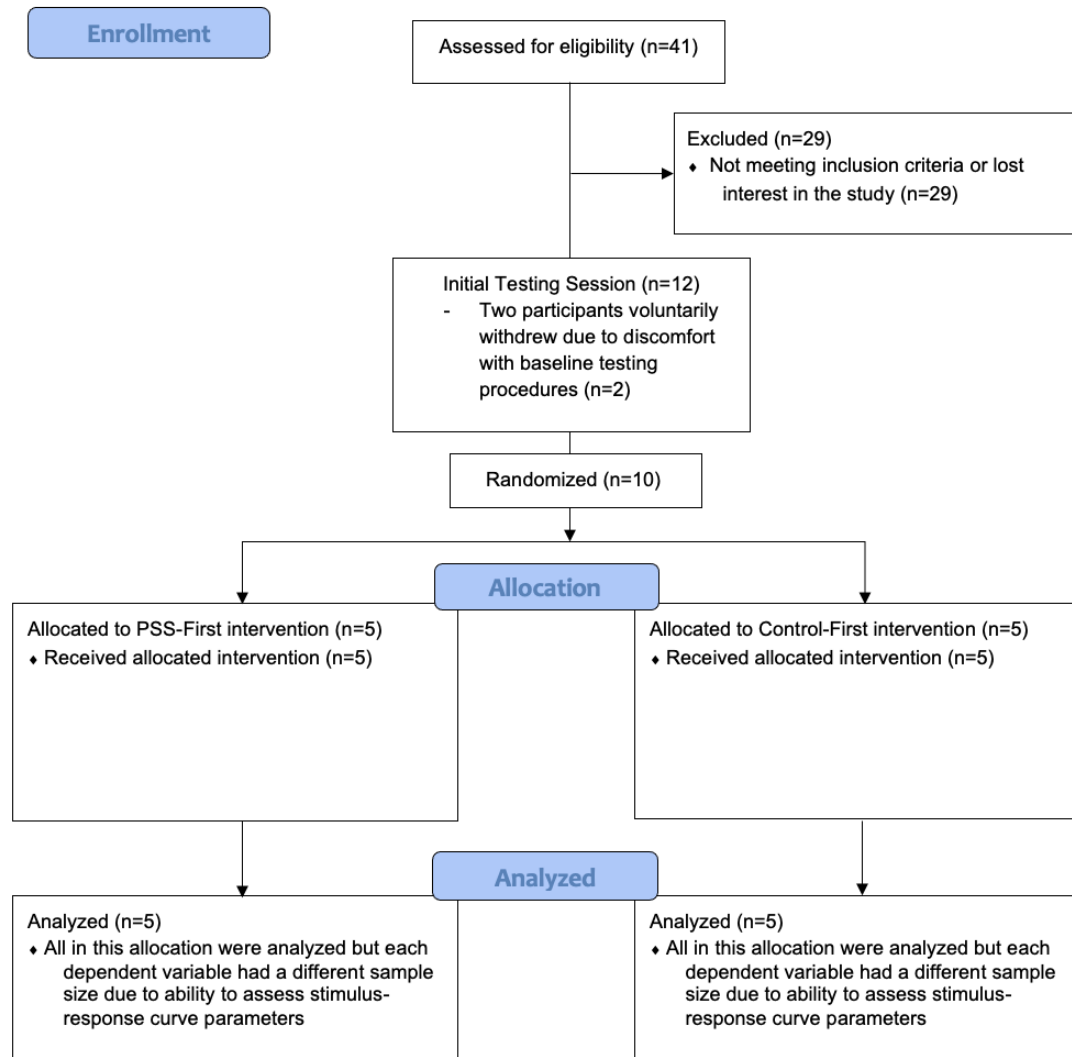 Enrollment
Assessed for eligibility (n=41)
Excluded (n=29)
⬧ Not meeting inclusion criteria or lost
interest in the study (n=29)
Initial Testing Session (n=12)
- Two participants voluntarily
withdrew due to discomfort
with baseline testing
procedures (n=2)
Randomized (n=10)
Allocation
Allocated to PSS-First intervention (n=5)
⬧ Received allocated intervention (n=5)
Allocated to Control-First intervention (n=5)
⬧ Received allocated intervention (n=5)
Analyzed
Analyzed (n=5)
⬧ All in this allocation were analyzed but each
dependent variable had a different sample
size due to ability to assess stimulus-
response curve parameters
Analyzed (n=5)
⬧ All in this allocation were analyzed but each
dependent variable had a different sample
size due to ability to assess stimulus-
response curve parameters